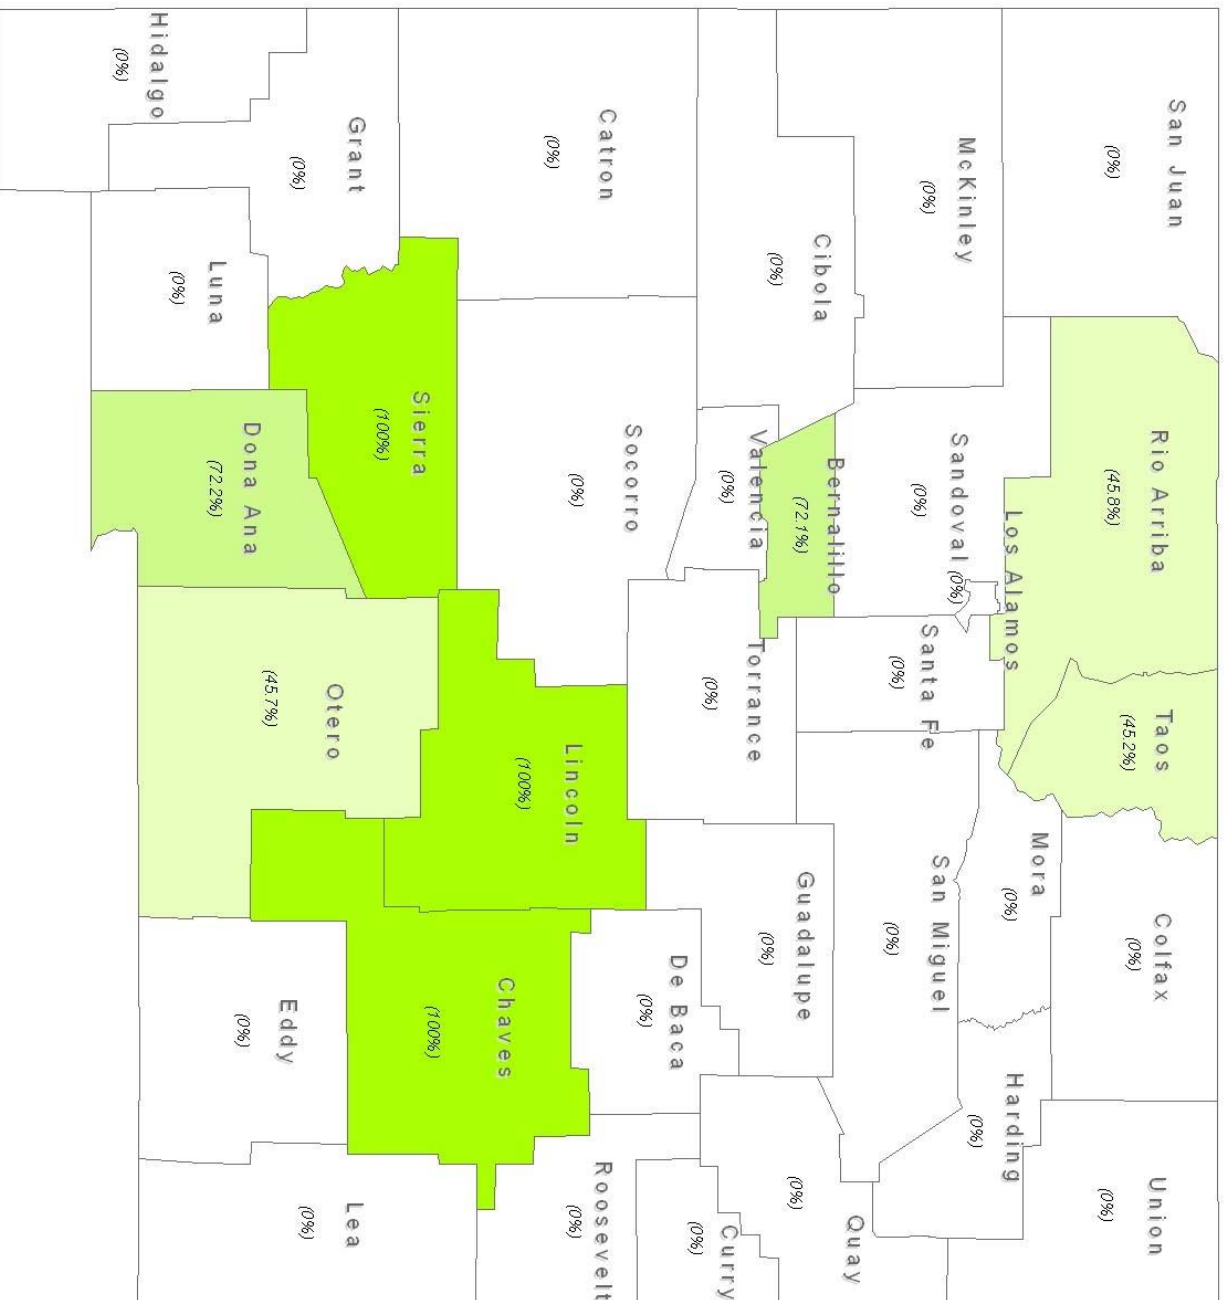 San Juan
(0%)
Rio Arriba
(45.8%)
Taos
(45.2%)
Colfax
(0%)
Union
(0%)
McKinley
(0%)
Sandoval
(0%)
Los Alamos
(0%)
Santa Fe
(0%)
Mora
(0%)
Harding
(0%)
San Miguel
(0%)
Cibola
(0%)
Bernalillo
(72.1%)
Valencia
(0%)
Torrance
(0%)
Guadalupe
(0%)
Quay
(0%)
Curry
(0%)
De Baca
(0%)
Roosevelt
(0%)
Catron
(0%)
Socorro
(0%)
Lincoln
(100%)
Chaves
(100%)
Sierra
(100%)
Grant
(0%)
Hidalgo
(0%)
Luna
(0%)
Dona Ana
(72.2%)
Otero
(45.7%)
Eddy
(0%)
Lea
(0%)